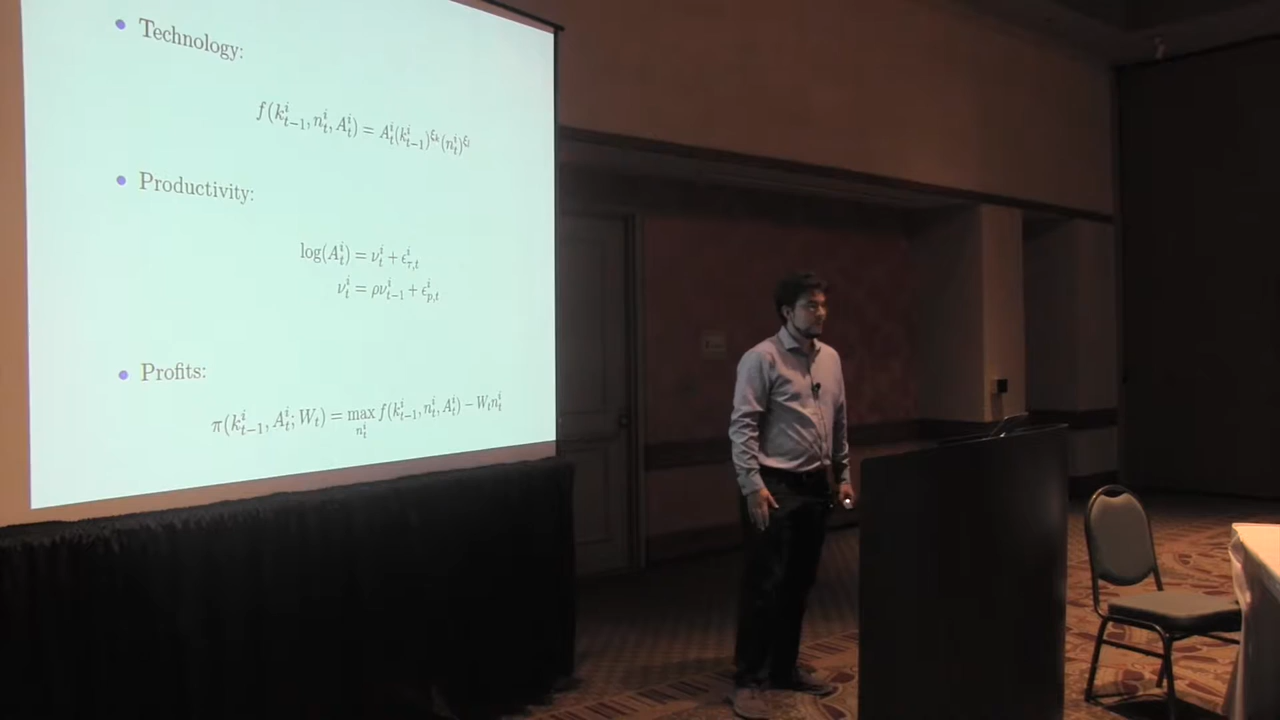 Technology:
f(k^i_{t−1}, n^i_t, A^i_t) = A^i_t(k^i_{t−1})^{ξ_k}(n^i_t)^{ξ_l}
Productivity:
log(A^i_t) = ν^i_t + ϵ^i_{τ,t}
ν^i_t = ρν^i_{t−1} + ϵ^i_{p,t}
Profits:
π(k^i_{t−1}, A^i_t, W_t) = max_{n^i_t} f(k^i_{t−1}, n^i_t, A^i_t) − W_t n^i_t